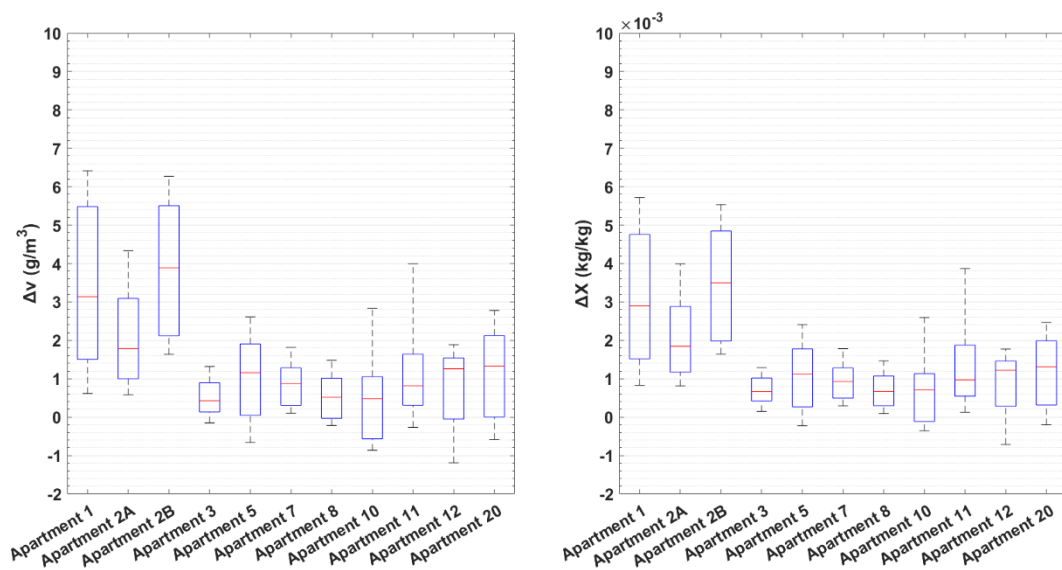 10
9
8
7
6
5
4
3
2
1
0
-1
-2
Δv (g/m³)
Apartment 1
Apartment 2A
Apartment 2B
Apartment 3
Apartment 5
Apartment 7
Apartment 8
Apartment 10
Apartment 11
Apartment 12
Apartment 20
×10⁻³
10
9
8
7
6
5
4
3
2
1
0
-1
-2
ΔX (kg/kg)
Apartment 1
Apartment 2A
Apartment 2B
Apartment 3
Apartment 5
Apartment 7
Apartment 8
Apartment 10
Apartment 11
Apartment 12
Apartment 20